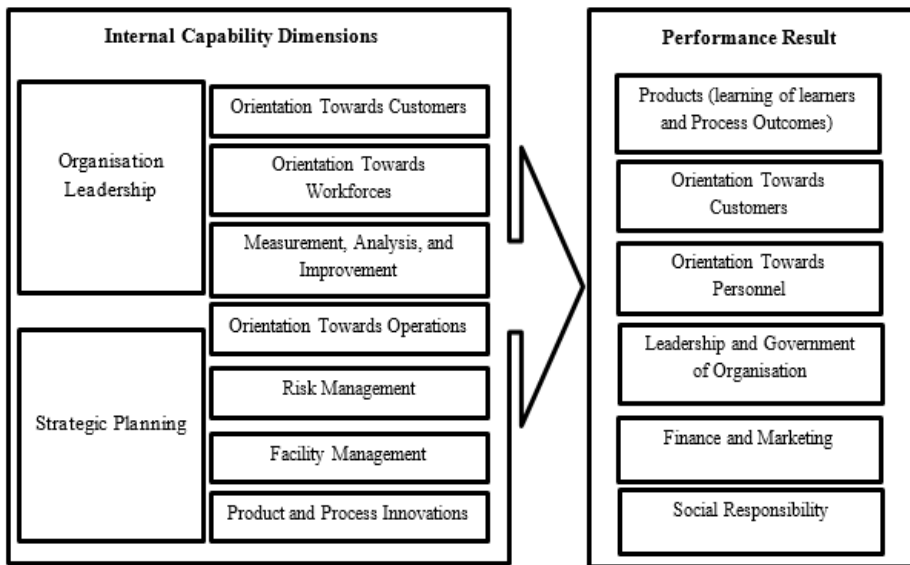 Internal Capability Dimensions
Organisation
Leadership
Strategic Planning
Orientation Towards Customers
Orientation Towards
Workforces
Measurement, Analysis, and
Improvement
Orientation Towards Operations
Risk Management
Facility Management
Product and Process Innovations
Performance Result
Products (learning of learners
and Process Outcomes)
Orientation Towards
Customers
Orientation Towards
Personnel
Leadership and Government
of Organisation
Finance and Marketing
Social Responsibility